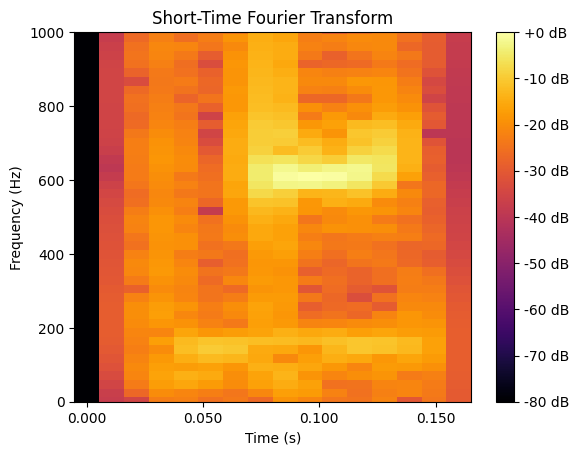 Short-Time Fourier Transform
Frequency (Hz)
1000
800
600
400
200
0
0.000
0.050
0.100
0.150
Time (s)
+0 dB
-10 dB
-20 dB
-30 dB
-40 dB
-50 dB
-60 dB
-70 dB
-80 dB